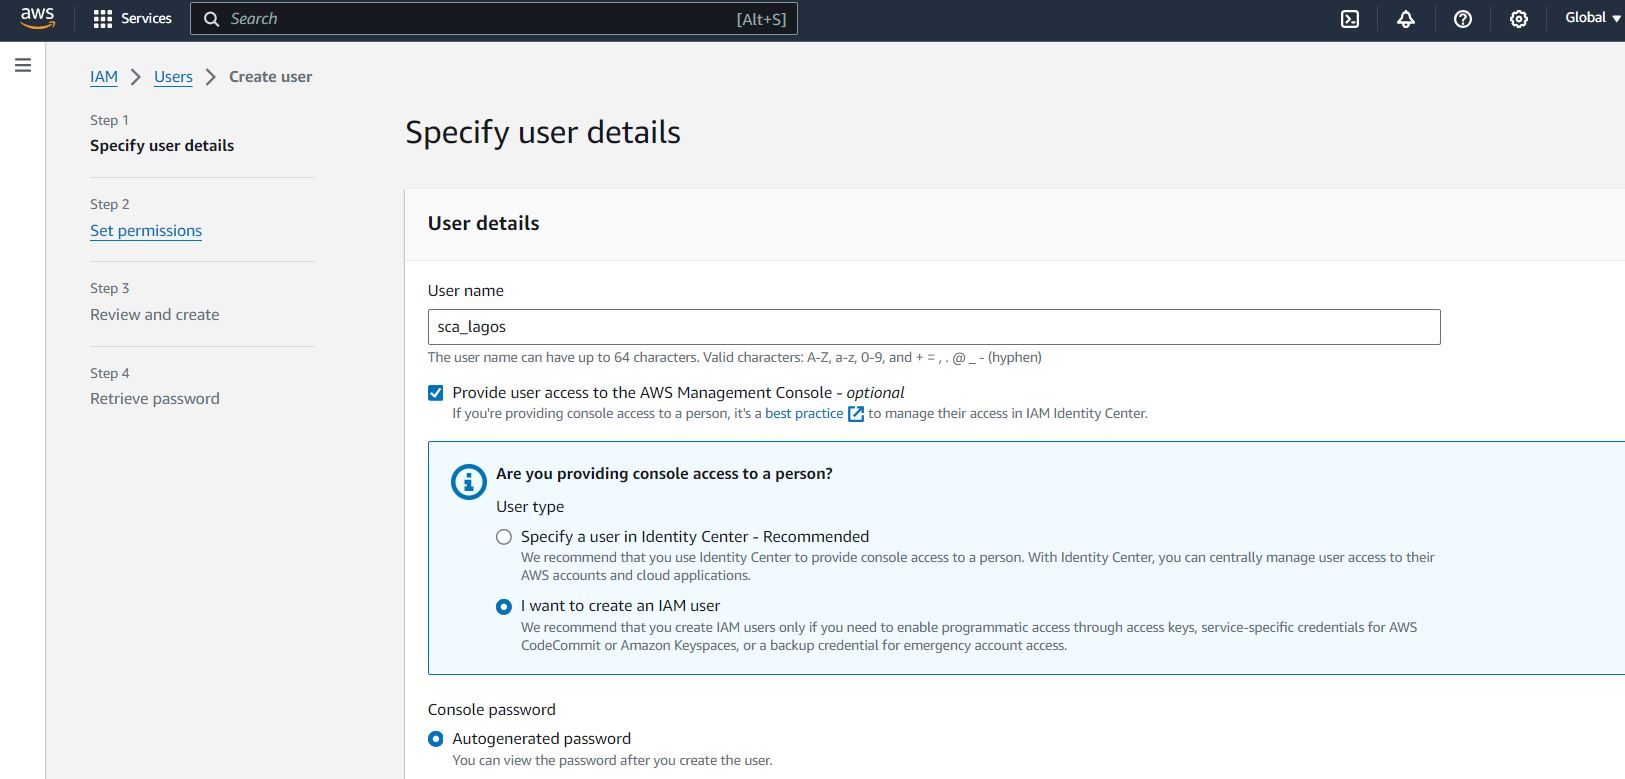 aws
Services
Search
[Alt+S]
Global
IAM
Users
Create user
Step 1
Specify user details
Step 2
Set permissions
Step 3
Review and create
Step 4
Retrieve password
Specify user details
User details
User name
sca_lagos
The user name can have up to 64 characters. Valid characters: A-Z, a-z, 0-9, and + = , . @ _ - (hyphen)
Provide user access to the AWS Management Console - optional
If you're providing console access to a person, it's a best practice to manage their access in IAM Identity Center.
Are you providing console access to a person?
User type
Specify a user in Identity Center - Recommended
We recommend that you use Identity Center to provide console access to a person. With Identity Center, you can centrally manage user access to their
AWS accounts and cloud applications.
I want to create an IAM user
We recommend that you create IAM users only if you need to enable programmatic access through access keys, service-specific credentials for AWS
CodeCommit or Amazon Keyspaces, or a backup credential for emergency account access.
Console password
Autogenerated password
You can view the password after you create the user.